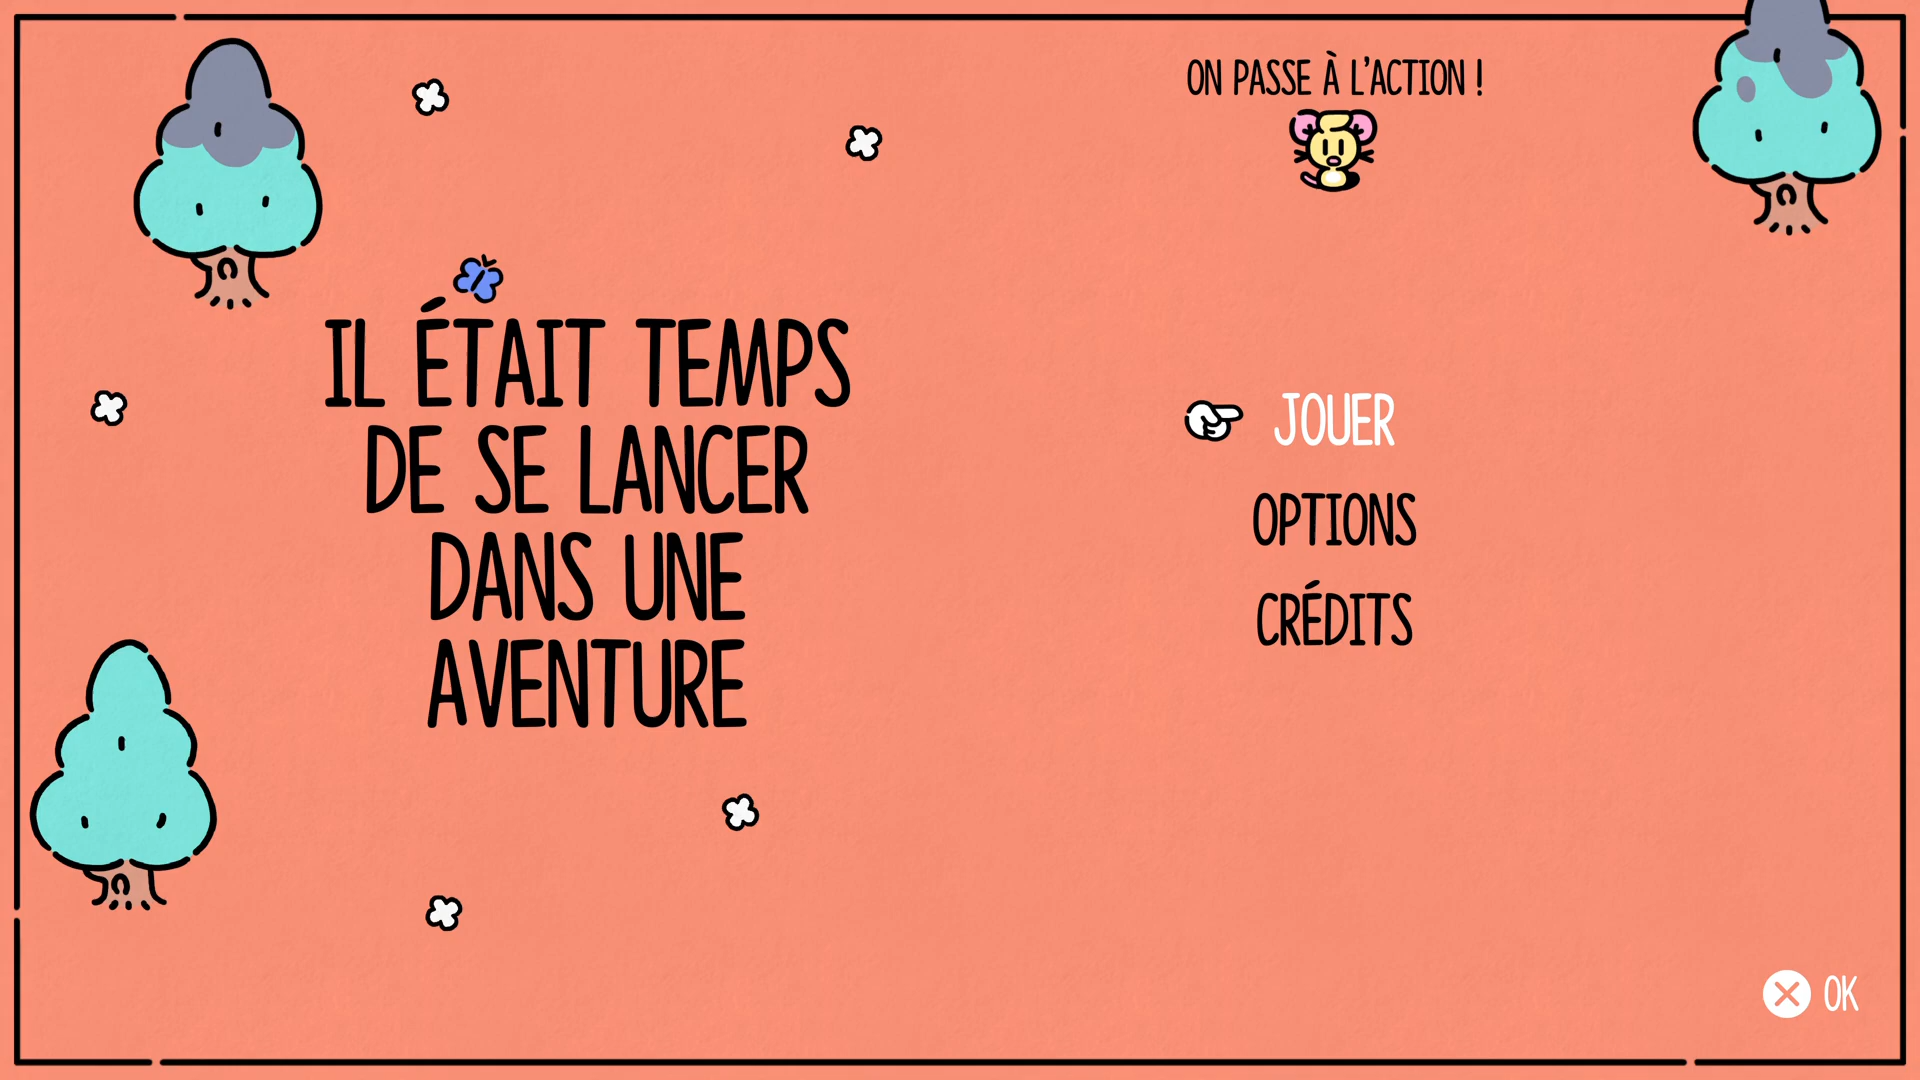 ON PASSE À L'ACTION !
IL ÉTAIT TEMPS
DE SE LANCER
DANS UNE
AVENTURE
JOUER
OPTIONS
CRÉDITS
OK